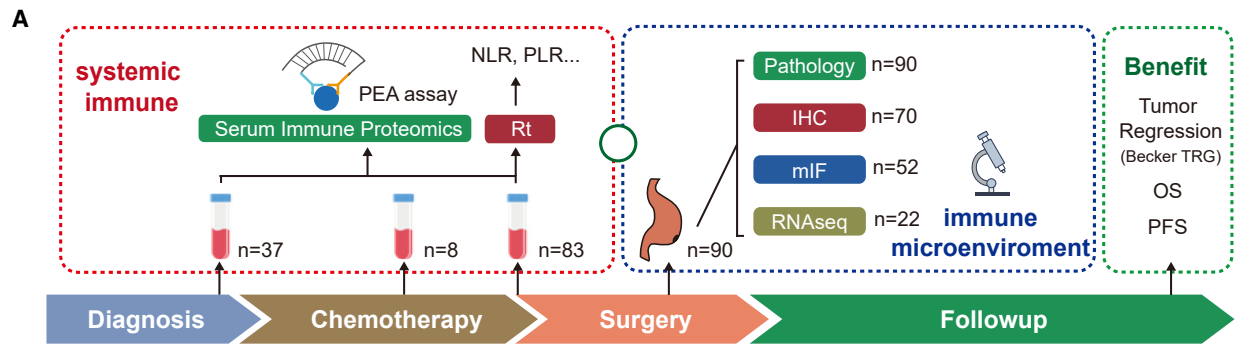 A
systemic
immune
NLR, PLR...
PEA assay
Serum Immune Proteomics
Rt
n=37
n=8
n=83
n=90
Pathology
n=90
IHC
n=70
mIF
n=52
RNAseq
n=22
immune
microenviroment
Benefit
Tumor
Regression
(Becker TRG)
OS
PFS
Diagnosis
Chemotherapy
Surgery
Followup